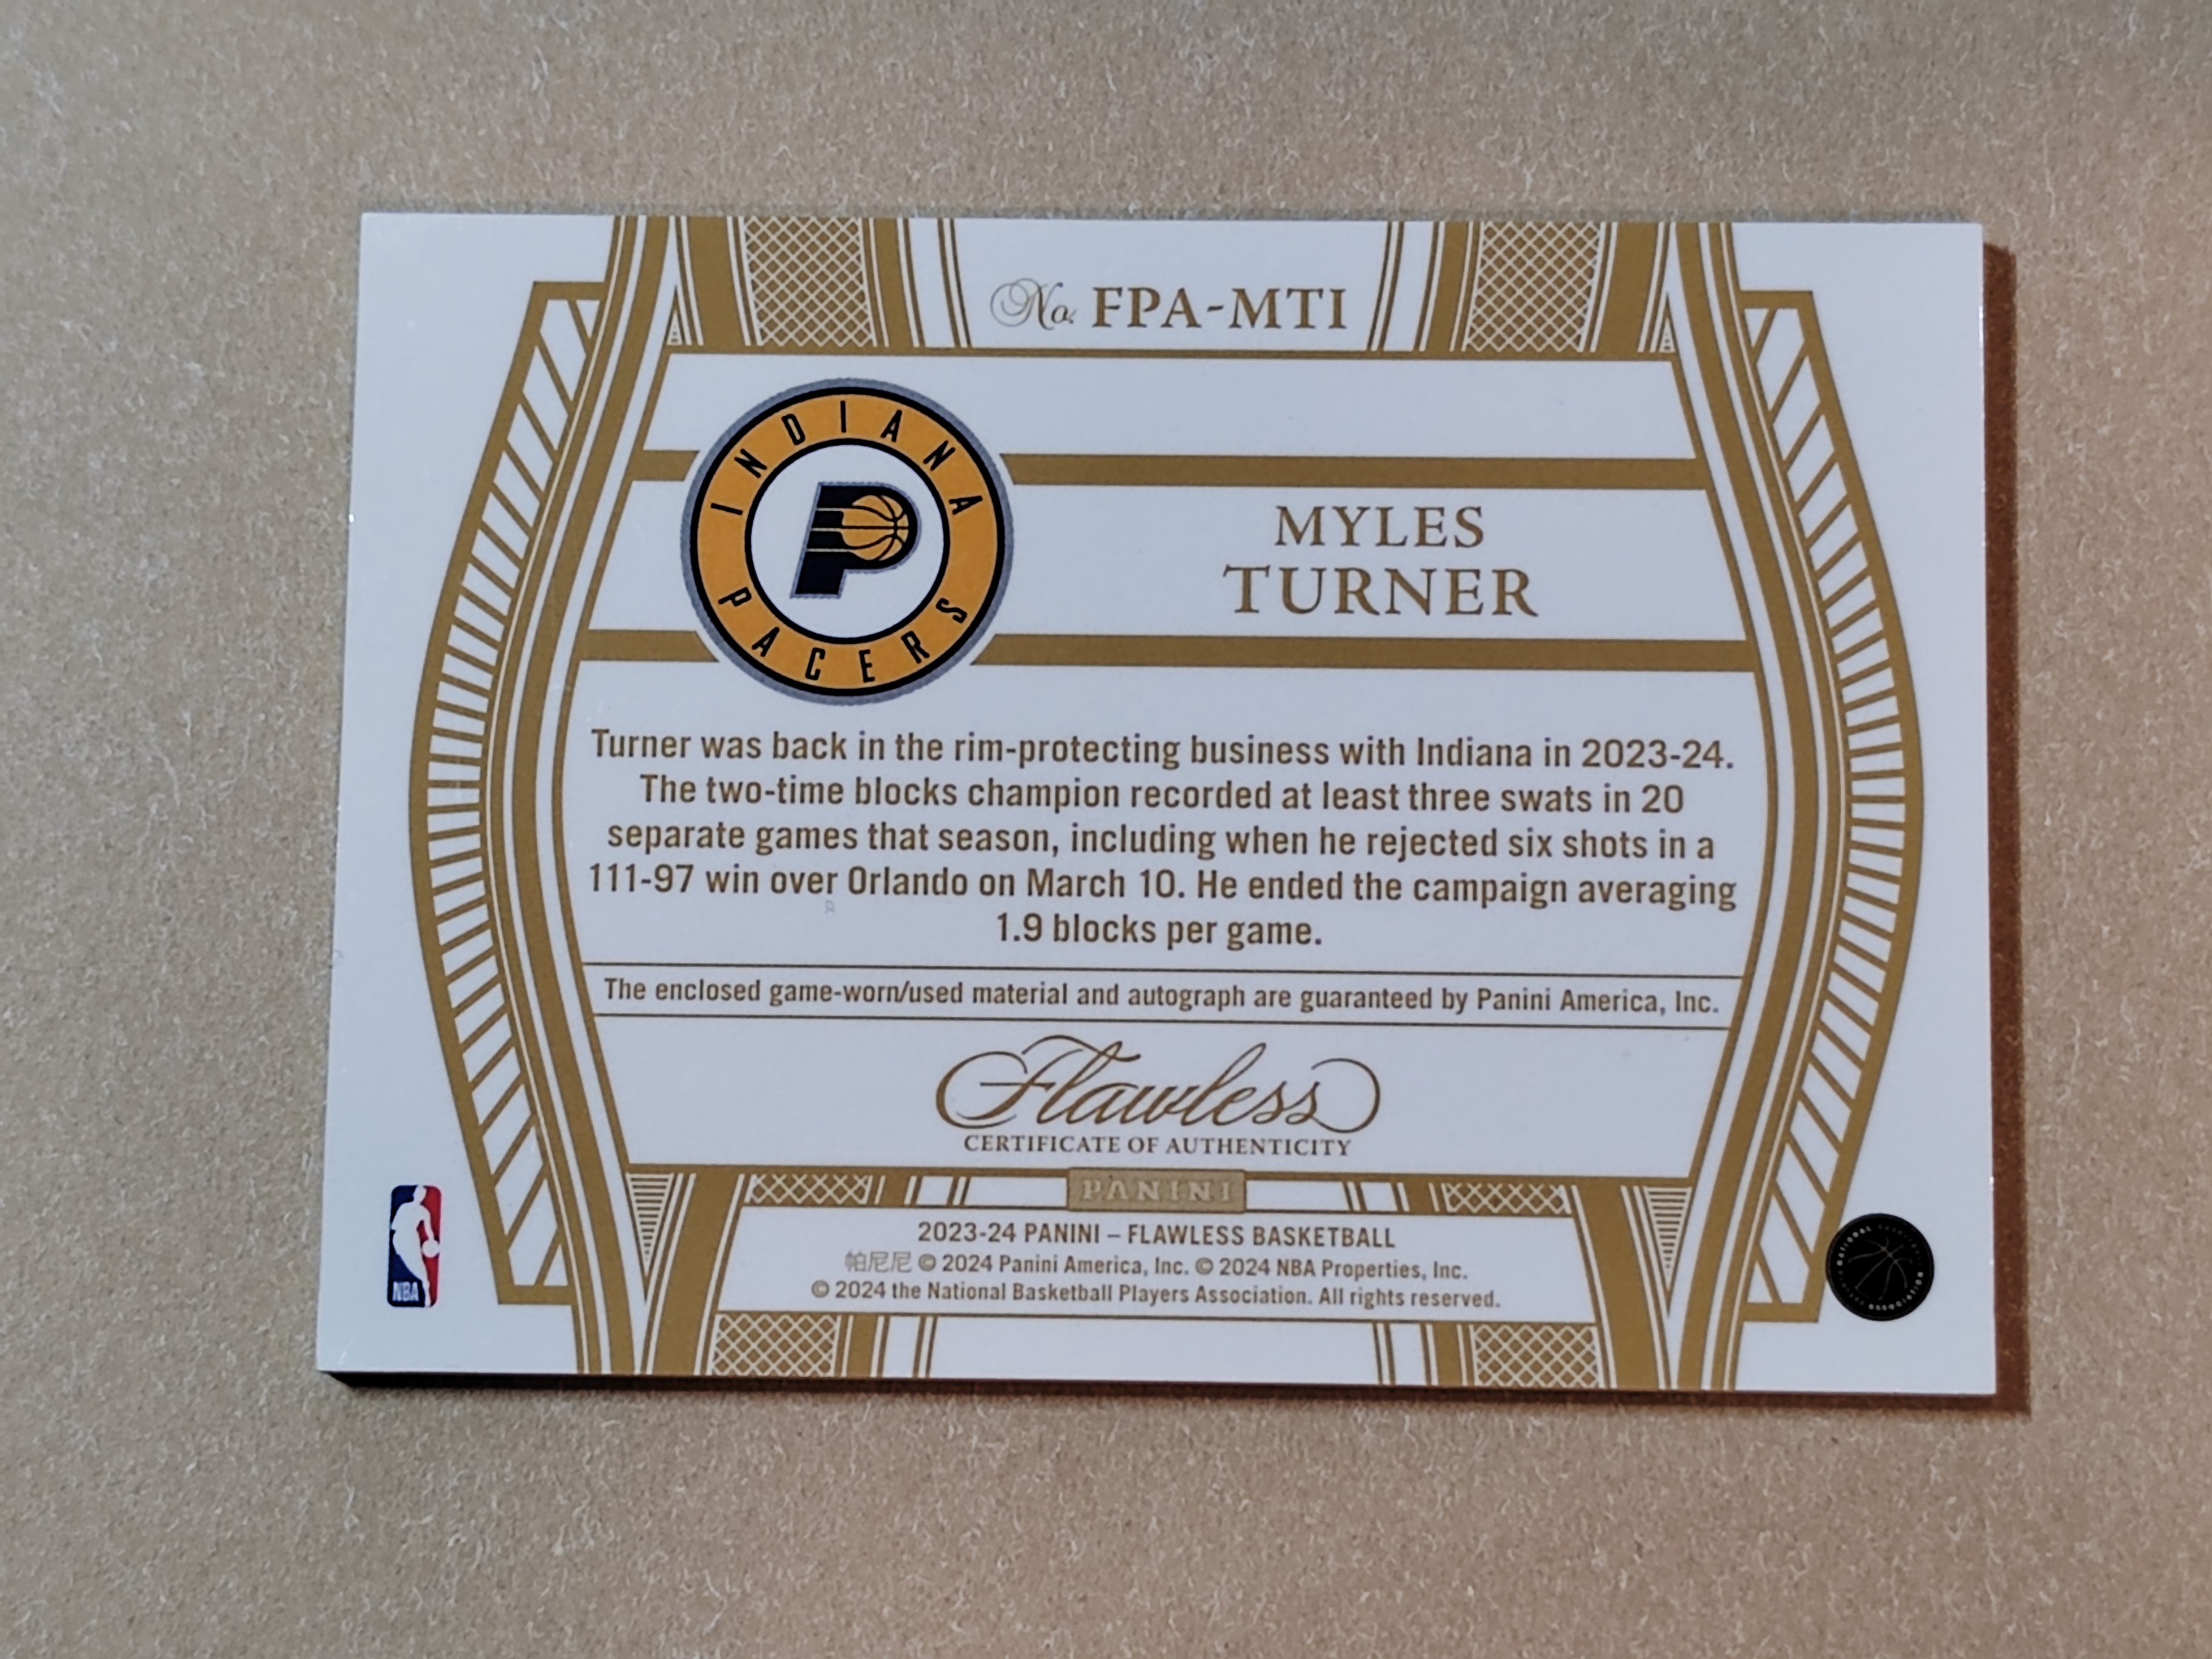 No. FPA-MTI
INDIANA
PACERS
MYLES
TURNER
Turner was back in the rim-protecting business with Indiana in 2023-24.
The two-time blocks champion recorded at least three swats in 20
separate games that season, including when he rejected six shots in a
111-97 win over Orlando on March 10. He ended the campaign averaging
1.9 blocks per game.
The enclosed game-worn/used material and autograph are guaranteed by Panini America, Inc.
Flawless
CERTIFICATE OF AUTHENTICITY
PANINI
2023-24 PANINI – FLAWLESS BASKETBALL
帕尼尼 © 2024 Panini America, Inc. © 2024 NBA Properties, Inc.
© 2024 the National Basketball Players Association. All rights reserved.
NBA
NATIONAL
ASSOCIATION